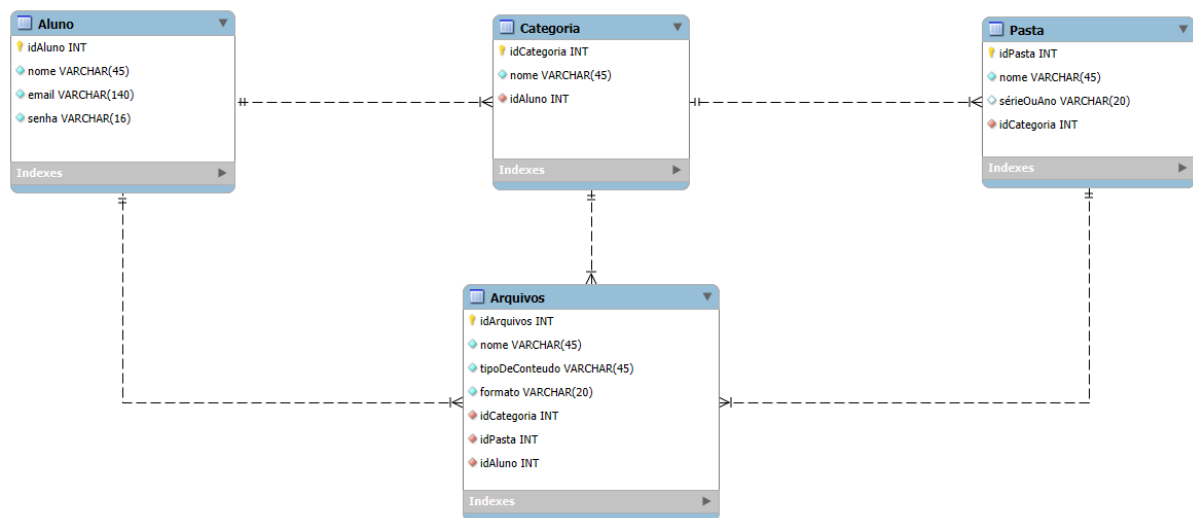 Aluno
idAluno INT
nome VARCHAR(45)
email VARCHAR(140)
senha VARCHAR(16)
Indexes
Categoria
idCategoria INT
nome VARCHAR(45)
idAluno INT
Indexes
Pasta
idPasta INT
nome VARCHAR(45)
sérieOuAno VARCHAR(20)
idCategoria INT
Indexes
Arquivos
idArquivos INT
nome VARCHAR(45)
tipoDeConteudo VARCHAR(45)
formato VARCHAR(20)
idCategoria INT
idPasta INT
idAluno INT
Indexes